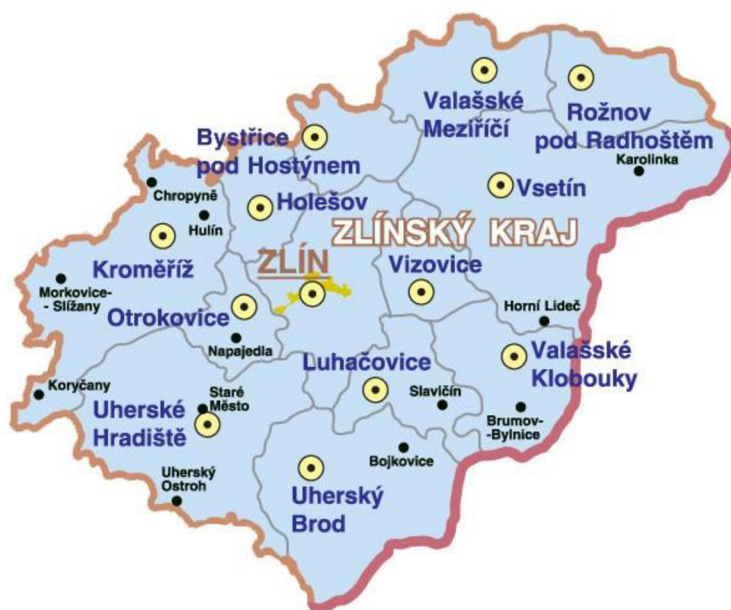 Valašské
Meziříčí
Rožnov
pod Radhoštěm
Karolinka
Bystřice
pod Hostýnem
Vsetín
Chropyně
Holešov
Hulín
ZLÍNSKÝ KRAJ
Kroměříž
ZLÍN
Vizovice
Morkovice-
- Slížany
Otrokovice
Horní Lideč
Napajedla
Valašské
Klobouky
Luhačovice
Koryčany
Staré
Město
Slavičín
Uherské
Hradiště
Brumov-
-Bylnice
Bojkovice
Uherský
Ostroh
Uherský
Brod